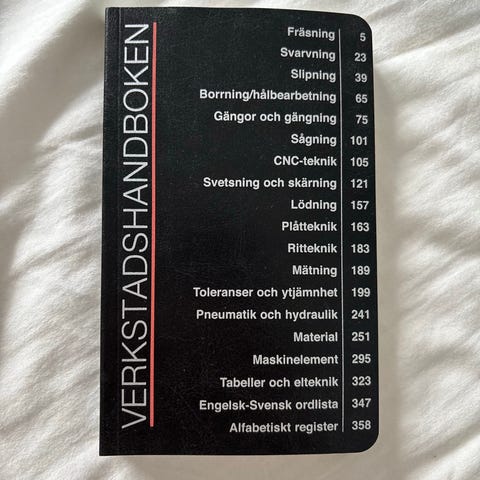 VERKSTADSHANDBOKEN
Fräsning 5
Svarvning 23
Slipning 39
Borrning/hålbearbetning 65
Gängor och gängning 75
Sågning 101
CNC-teknik 105
Svetsning och skärning 121
Lödning 157
Plåtteknik 163
Ritteknik 183
Mätning 189
Toleranser och ytjämnhet 199
Pneumatik och hydraulik 241
Material 251
Maskinelement 295
Tabeller och elteknik 323
Engelsk-Svensk ordlista 347
Alfabetiskt register 358